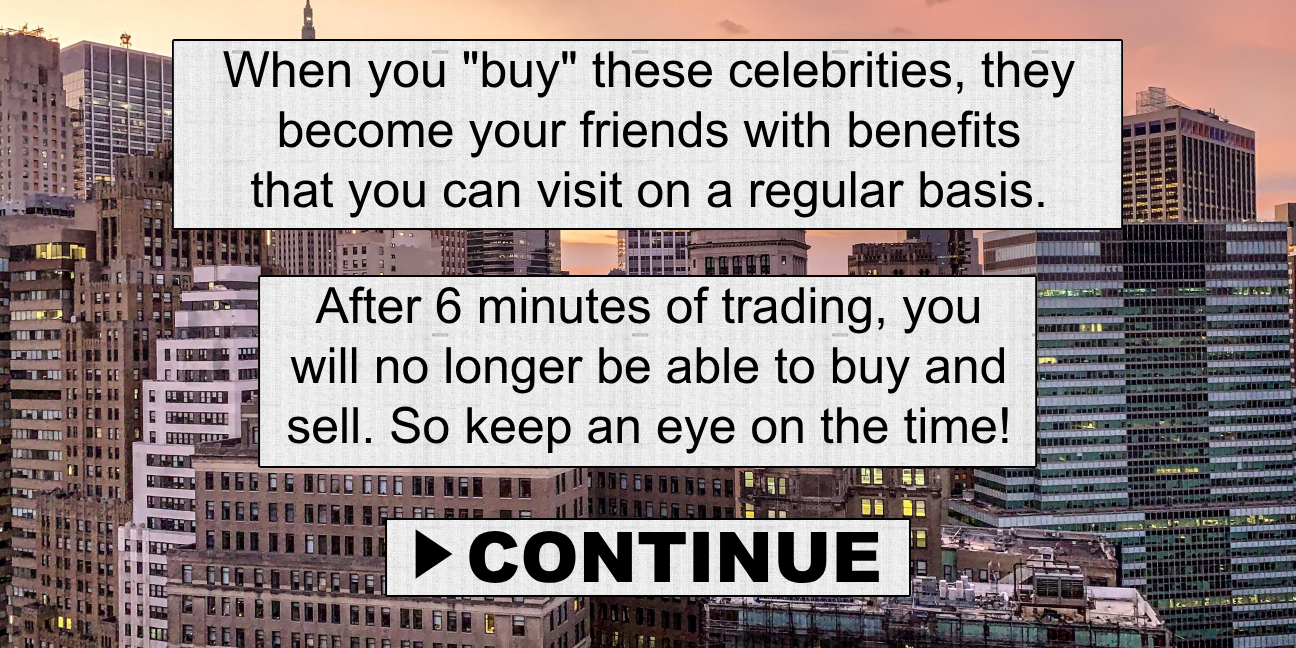 When you "buy" these celebrities, they
become your friends with benefits
that you can visit on a regular basis.
After 6 minutes of trading, you
will no longer be able to buy and
sell. So keep an eye on the time!
CONTINUE